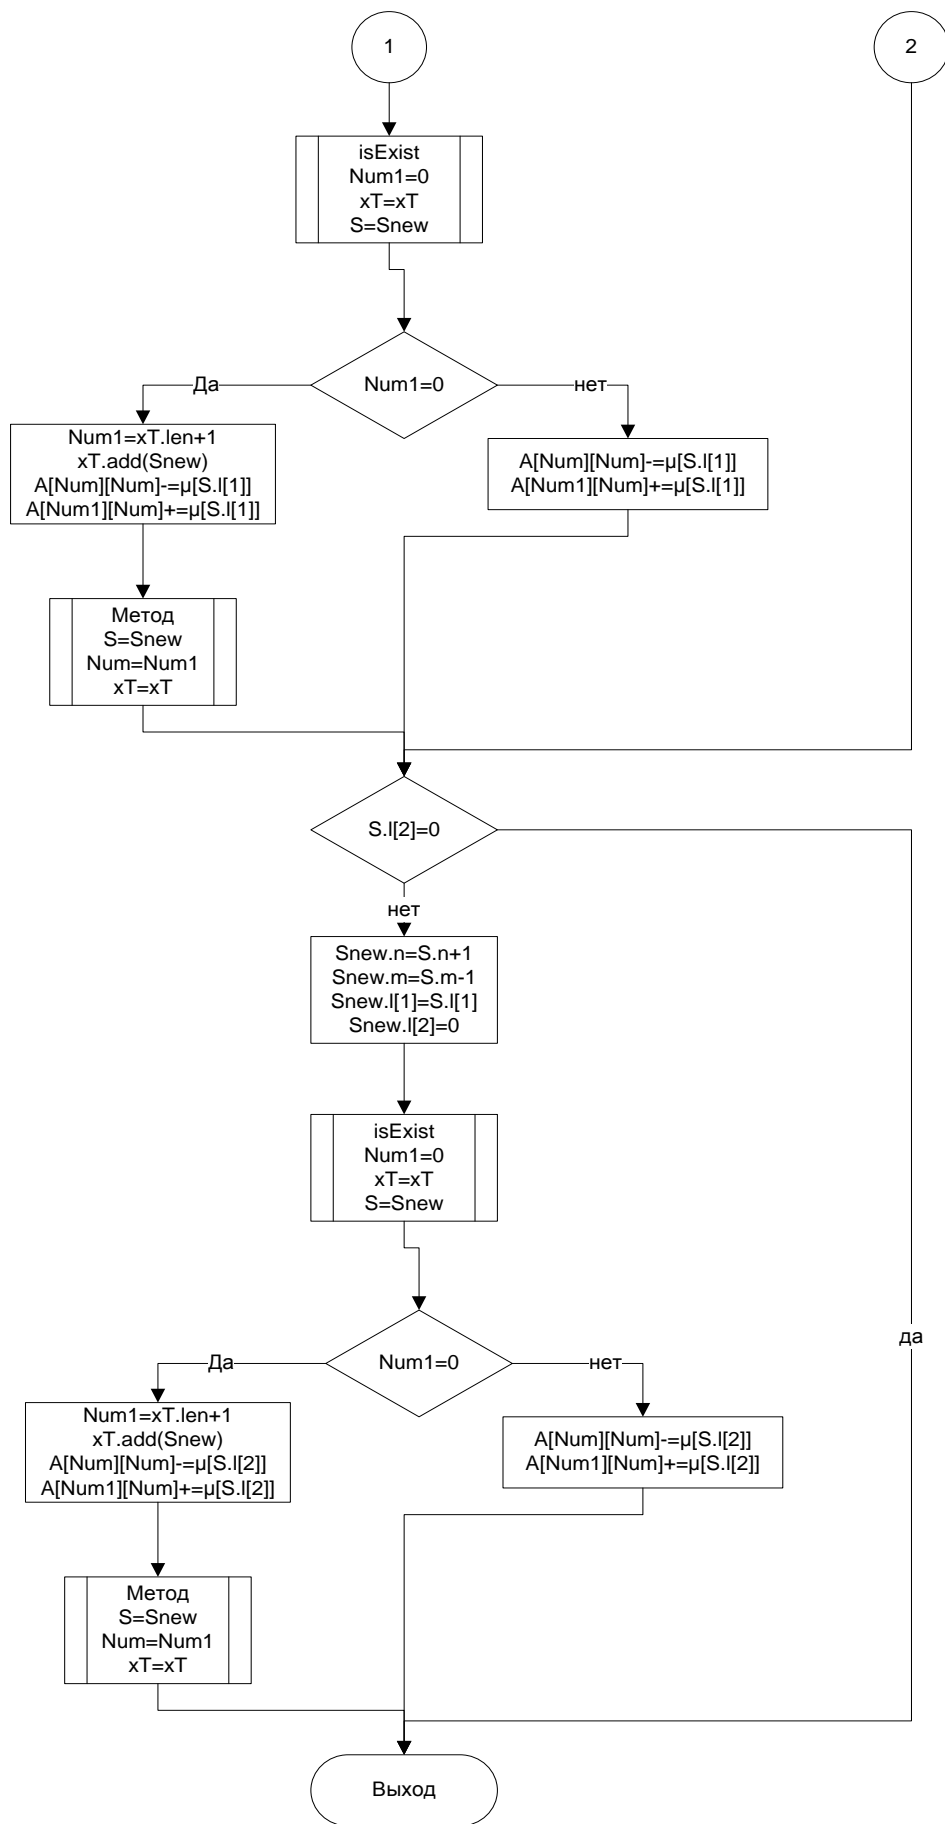 1
2
isExist
Num1=0
xT=xT
S=Snew
Num1=0
Да
нет
Num1=xT.len+1
xT.add(Snew)
A[Num][Num]-=µ[S.l[1]]
A[Num1][Num]+=µ[S.l[1]]
A[Num][Num]-=µ[S.l[1]]
A[Num1][Num]+=µ[S.l[1]]
Метод
S=Snew
Num=Num1
xT=xT
S.l[2]=0
нет
Snew.n=S.n+1
Snew.m=S.m-1
Snew.l[1]=S.l[1]
Snew.l[2]=0
isExist
Num1=0
xT=xT
S=Snew
да
Num1=0
Да
нет
Num1=xT.len+1
xT.add(Snew)
A[Num][Num]-=µ[S.l[2]]
A[Num1][Num]+=µ[S.l[2]]
A[Num][Num]-=µ[S.l[2]]
A[Num1][Num]+=µ[S.l[2]]
Метод
S=Snew
Num=Num1
xT=xT
Выход